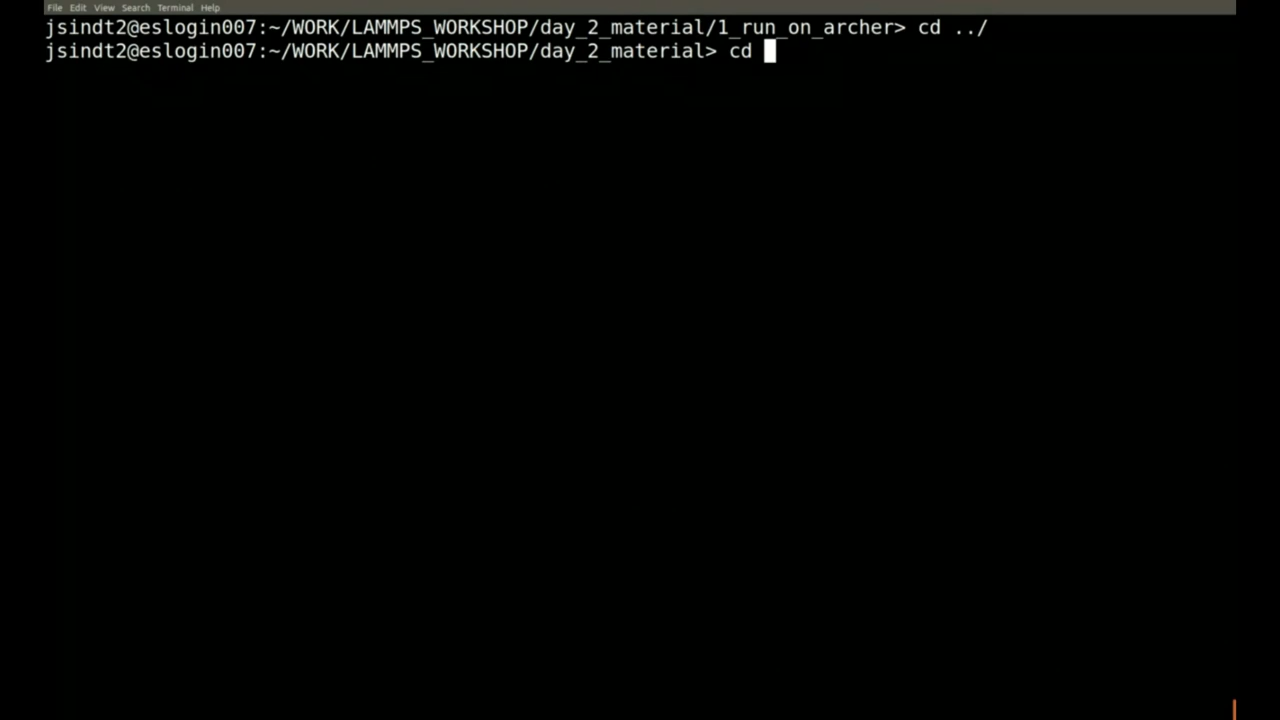 File Edit View Search Terminal Help
jsindt2@eslogin007:~/WORK/LAMMPS_WORKSHOP/day_2_material/1_run_on_archer> cd ../
jsindt2@eslogin007:~/WORK/LAMMPS_WORKSHOP/day_2_material> cd